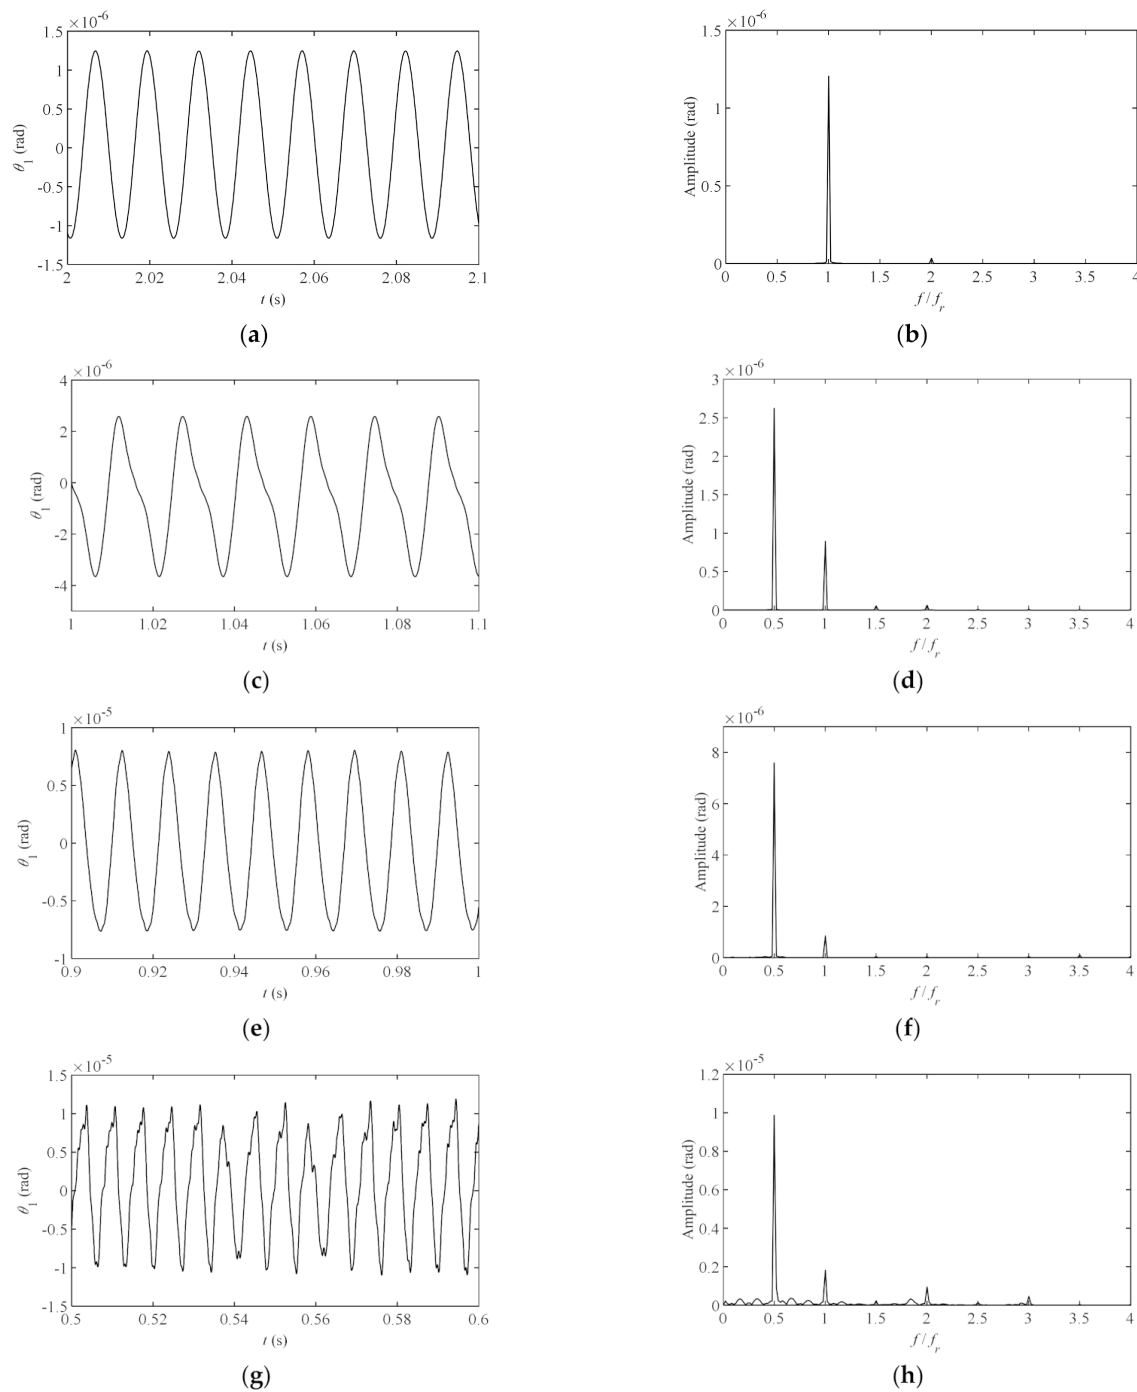 ×10-6
1.5
1
0.5
0
-0.5
-1
-1.5
θ1 (rad)
2 2.02 2.04 2.06 2.08 2.1
t (s)
(a)
×10-6
1.5
1
0.5
0
Amplitude (rad)
0 0.5 1 1.5 2 2.5 3 3.5 4
f / fr
(b)
×10-6
4
2
0
-2
-4
θ1 (rad)
1 1.02 1.04 1.06 1.08 1.1
t (s)
(c)
×10-6
3
2.5
2
1.5
1
0.5
0
Amplitude (rad)
0 0.5 1 1.5 2 2.5 3 3.5 4
f / fr
(d)
×10-5
1
0.5
0
-0.5
-1
θ1 (rad)
0.9 0.92 0.94 0.96 0.98 1
t (s)
(e)
×10-6
8
6
4
2
0
Amplitude (rad)
0 0.5 1 1.5 2 2.5 3 3.5 4
f / fr
(f)
×10-5
1.5
1
0.5
0
-0.5
-1
-1.5
θ1 (rad)
0.5 0.52 0.54 0.56 0.58 0.6
t (s)
(g)
×10-5
1.2
1
0.8
0.6
0.4
0.2
0
Amplitude (rad)
0 0.5 1 1.5 2 2.5 3 3.5 4
f / fr
(h)